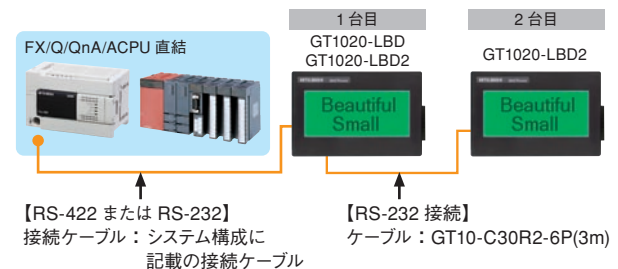 1 台目
2 台目
FX/Q/QnA/ACPU 直結
GT1020-LBD
GT1020-LBD2
GT1020-LBD2
Beautiful
Small
Beautiful
Small
【RS-422 または RS-232】
接続ケーブル：システム構成に
記載の接続ケーブル
【RS-232 接続】
ケーブル：GT10-C30R2-6P(3m)